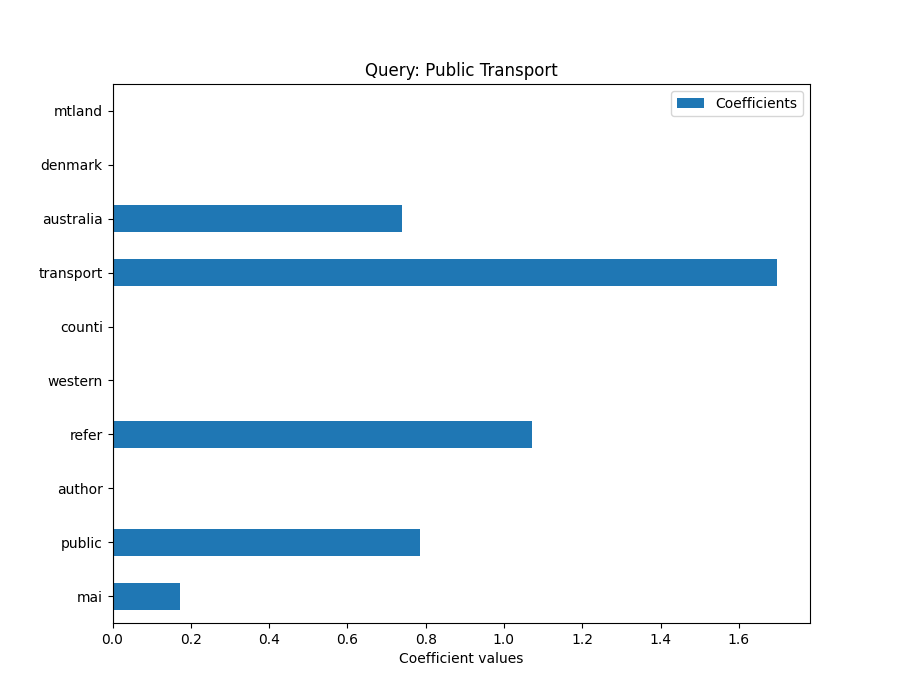 Query: Public Transport
Coefficients
mtland
denmark
australia
transport
counti
western
refer
author
public
mai
0.0 0.2 0.4 0.6 0.8 1.0 1.2 1.4 1.6
Coefficient values